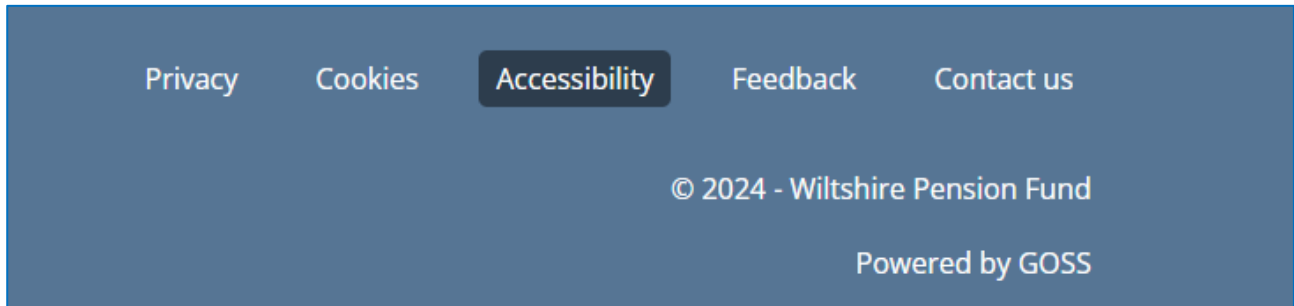 Privacy Cookies Accessibility Feedback Contact us
© 2024 - Wiltshire Pension Fund
Powered by GOSS